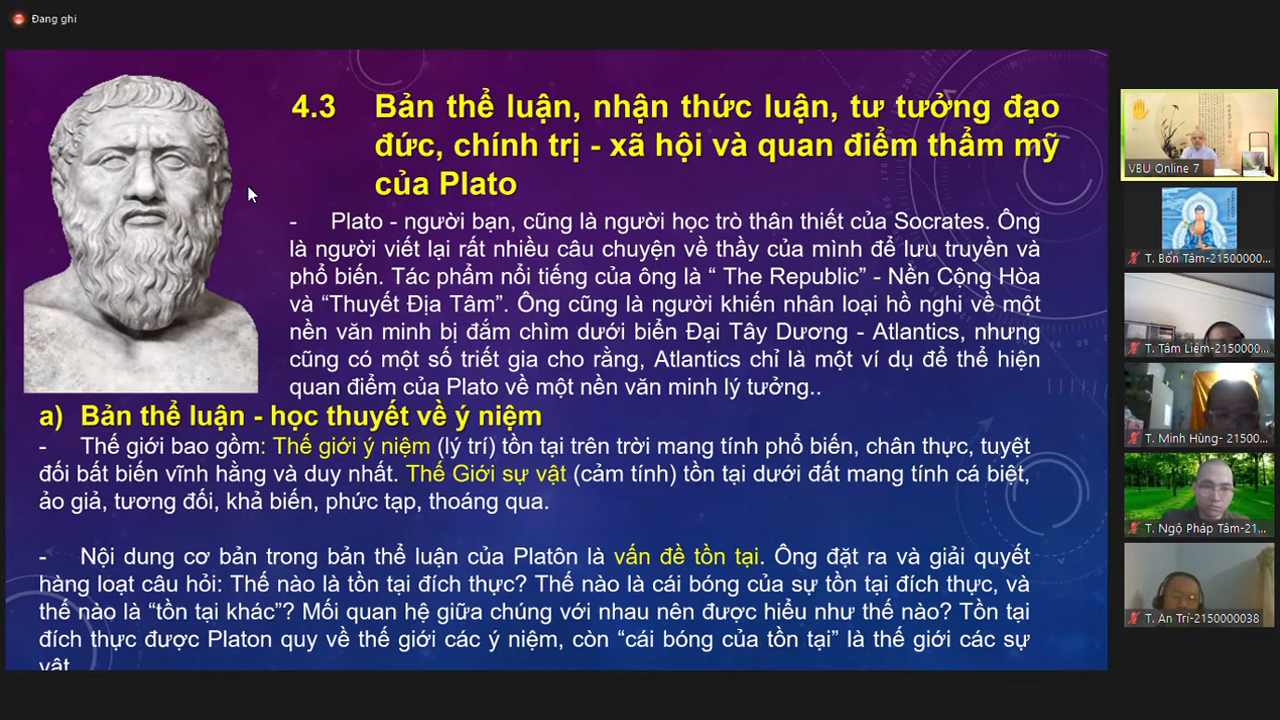 Đang ghi
4.3 Bản thể luận, nhận thức luận, tư tưởng đạo
đức, chính trị - xã hội và quan điểm thẩm mỹ
của Plato
- Plato - người bạn, cũng là người học trò thân thiết của Socrates. Ông
là người viết lại rất nhiều câu chuyện về thầy của mình để lưu truyền và
phổ biến. Tác phẩm nổi tiếng của ông là “ The Republic” - Nền Cộng Hòa
và “Thuyết Địa Tâm”. Ông cũng là người khiến nhân loại hồ nghi về một
nền văn minh bị đắm chìm dưới biển Đại Tây Dương - Atlantics, nhưng
cũng có một số triết gia cho rằng, Atlantics chỉ là một ví dụ để thể hiện
quan điểm của Plato về một nền văn minh lý tưởng..
a) Bản thể luận - học thuyết về ý niệm
- Thế giới bao gồm: Thế giới ý niệm (lý trí) tồn tại trên trời mang tính phổ biến, chân thực, tuyệt
đối bất biến vĩnh hằng và duy nhất. Thế Giới sự vật (cảm tính) tồn tại dưới đất mang tính cá biệt,
ảo giả, tương đối, khả biến, phức tạp, thoáng qua.
- Nội dung cơ bản trong bản thể luận của Platôn là vấn đề tồn tại. Ông đặt ra và giải quyết
hàng loạt câu hỏi: Thế nào là tồn tại đích thực? Thế nào là cái bóng của sự tồn tại đích thực, và
thế nào là “tồn tại khác”? Mối quan hệ giữa chúng với nhau nên được hiểu như thế nào? Tồn tại
đích thực được Platon quy về thế giới các ý niệm, còn “cái bóng của tồn tại” là thế giới các sự
vật
VBU Online 7
T. Bổn Tâm-21500000...
T. Tâm Liêm-2150000...
T. Minh Hùng- 21500...
T. Ngộ Pháp Tâm-21...
T. An Trí-2150000038